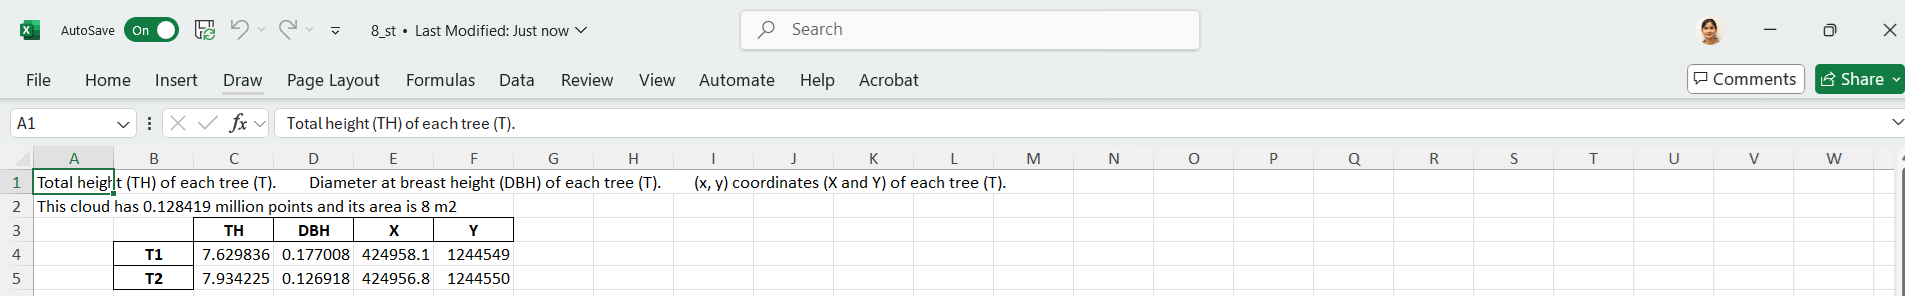 AutoSave On 8_st • Last Modified: Just now Search
File Home Insert Draw Page Layout Formulas Data Review View Automate Help Acrobat Comments Share
A1 fx Total height (TH) of each tree (T).
A B C D E F G H I J K L M N O P Q R S T U V W
1 Total height (TH) of each tree (T). Diameter at breast height (DBH) of each tree (T). (x, y) coordinates (X and Y) of each tree (T).
2 This cloud has 0.128419 million points and its area is 8 m2
3 TH DBH X Y
4 T1 7.629836 0.177008 424958.1 1244549
5 T2 7.934225 0.126918 424956.8 1244550